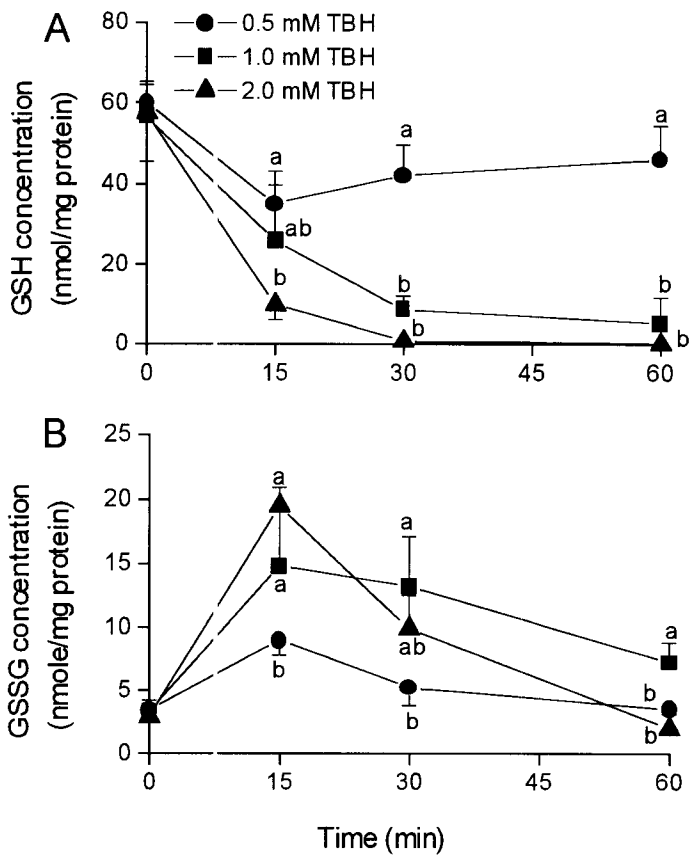 A
80
0.5 mM TBH
1.0 mM TBH
2.0 mM TBH
GSH concentration
(nmol/mg protein)
60
40
20
0
a
a
a
ab
b
b
b
b
b
0 15 30 45 60
B
25
GSSG concentration
(nmole/mg protein)
20
15
10
5
0
a
a
a
a
ab
b
b
b
b
0 15 30 45 60
Time (min)